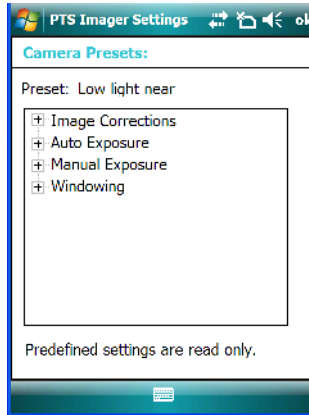 PTS Imager Settings ok
Camera Presets:
Preset: Low light near
Image Corrections
Auto Exposure
Manual Exposure
Windowing
Predefined settings are read only.